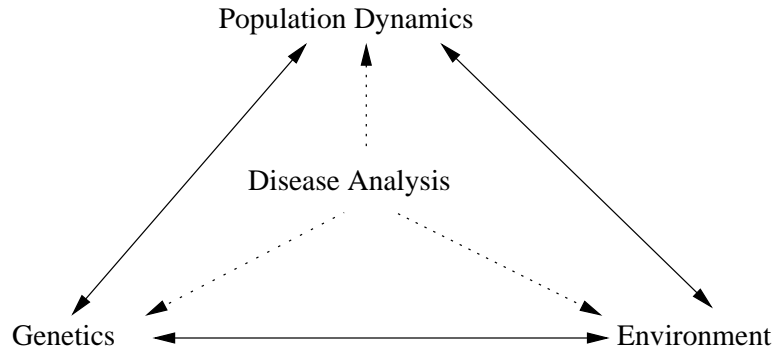 Population Dynamics
Disease Analysis
Genetics
Environment